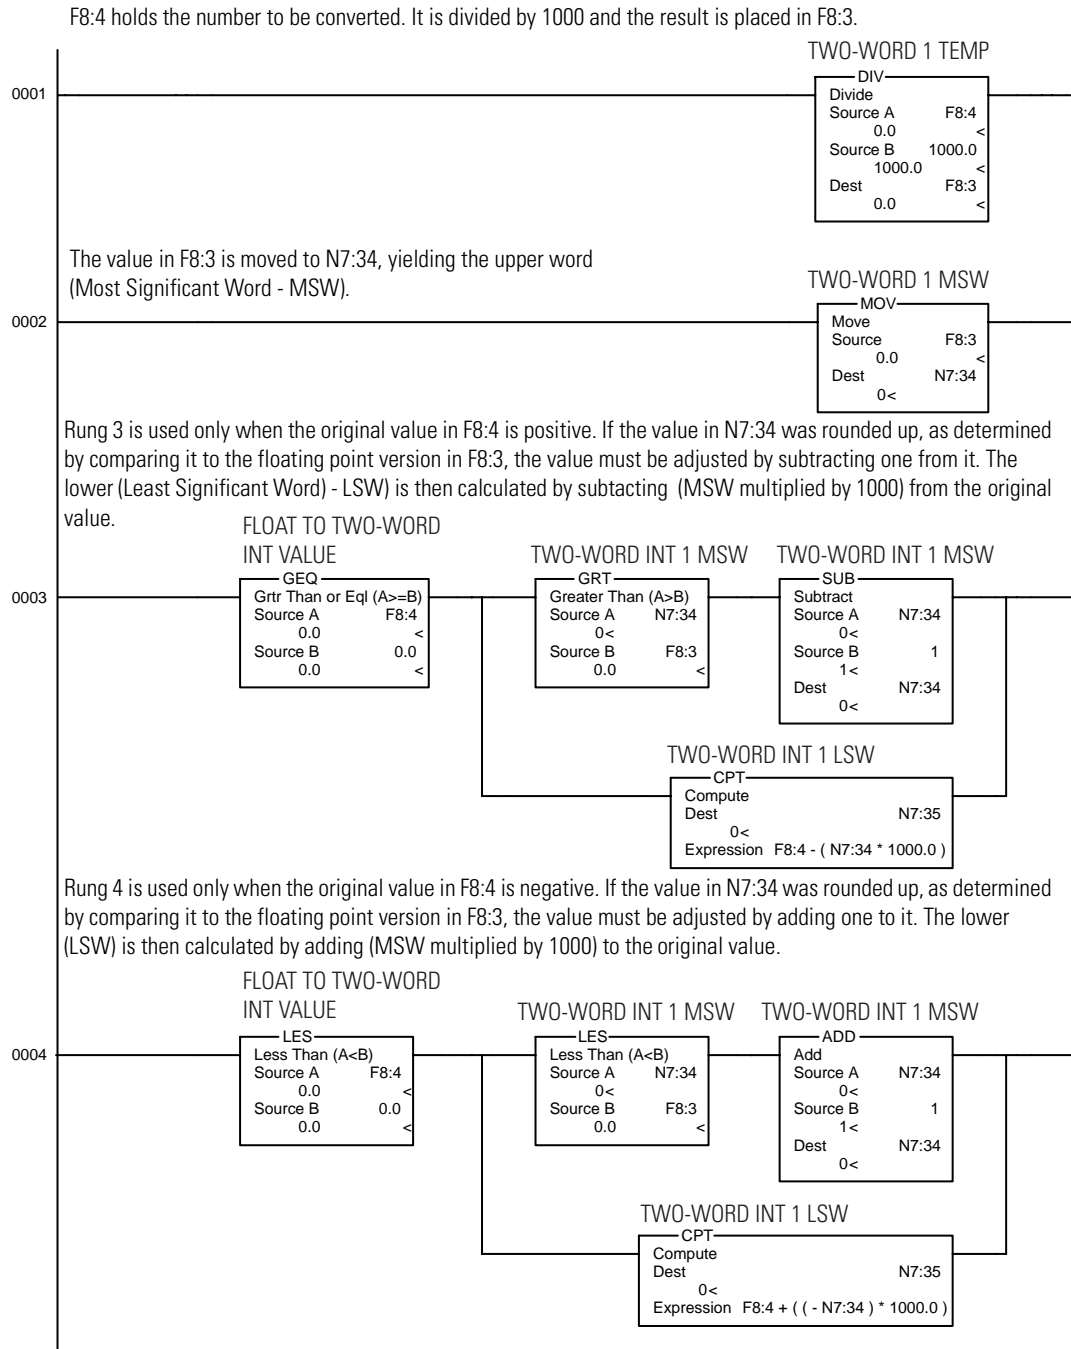 F8:4 holds the number to be converted. It is divided by 1000 and the result is placed in F8:3.
TWO-WORD 1 TEMP
0001
DIV
Divide
Source A F8:4
0.0 <
Source B 1000.0
1000.0 <
Dest F8:3
0.0 <
The value in F8:3 is moved to N7:34, yielding the upper word
(Most Significant Word - MSW).
TWO-WORD 1 MSW
0002
MOV
Move
Source F8:3
0.0 <
Dest N7:34
0<
Rung 3 is used only when the original value in F8:4 is positive. If the value in N7:34 was rounded up, as determined
by comparing it to the floating point version in F8:3, the value must be adjusted by subtracting one from it. The
lower (Least Significant Word) - LSW) is then calculated by subtacting (MSW multiplied by 1000) from the original
value.
FLOAT TO TWO-WORD
INT VALUE
TWO-WORD INT 1 MSW
TWO-WORD INT 1 MSW
0003
GEQ
Grtr Than or Eql (A>=B)
Source A F8:4
0.0 <
Source B 0.0
0.0 <
GRT
Greater Than (A>B)
Source A N7:34
0<
Source B F8:3
0.0 <
SUB
Subtract
Source A N7:34
0<
Source B 1
1<
Dest N7:34
0<
TWO-WORD INT 1 LSW
CPT
Compute
Dest N7:35
0<
Expression F8:4 - ( N7:34 * 1000.0 )
Rung 4 is used only when the original value in F8:4 is negative. If the value in N7:34 was rounded up, as determined
by comparing it to the floating point version in F8:3, the value must be adjusted by adding one to it. The lower
(LSW) is then calculated by adding (MSW multiplied by 1000) to the original value.
FLOAT TO TWO-WORD
INT VALUE
TWO-WORD INT 1 MSW
TWO-WORD INT 1 MSW
0004
LES
Less Than (A<B)
Source A F8:4
0.0 <
Source B 0.0
0.0 <
LES
Less Than (A<B)
Source A N7:34
0<
Source B F8:3
0.0 <
ADD
Add
Source A N7:34
0<
Source B 1
1<
Dest N7:34
0<
TWO-WORD INT 1 LSW
CPT
Compute
Dest N7:35
0<
Expression F8:4 + ( ( - N7:34 ) * 1000.0 )